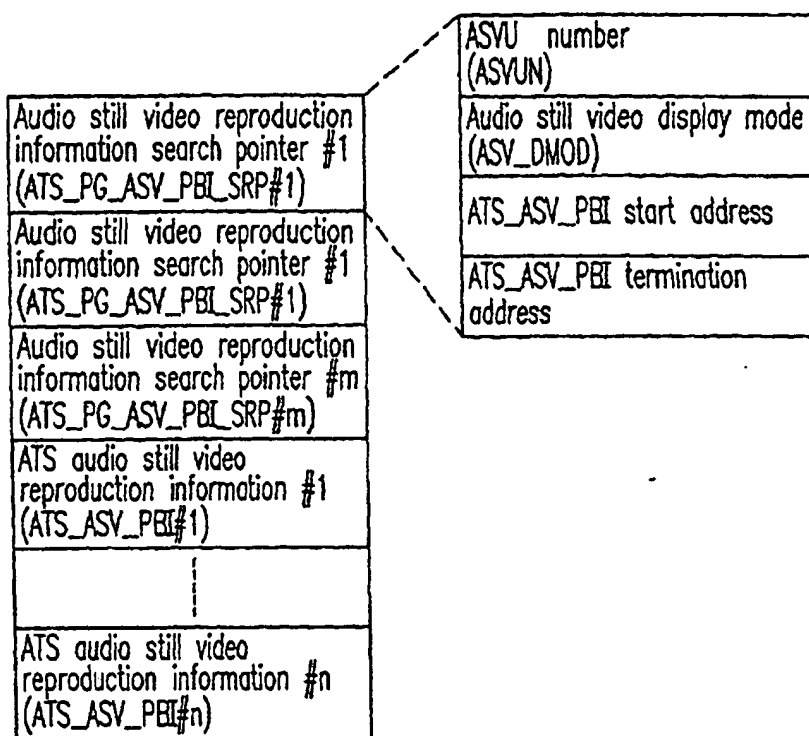 Audio still video reproduction
information search pointer #1
(ATS_PG_ASV_PBI_SRP#1)
Audio still video reproduction
information search pointer #1
(ATS_PG_ASV_PBI_SRP#1)
Audio still video reproduction
information search pointer #m
(ATS_PG_ASV_PBI_SRP#m)
ATS audio still video
reproduction information #1
(ATS_ASV_PBI#1)
ATS audio still video
reproduction information #n
(ATS_ASV_PBI#n)
ASVU number
(ASVUN)
Audio still video display mode
(ASV_DMOD)
ATS_ASV_PBI start address
ATS_ASV_PBI termination
address